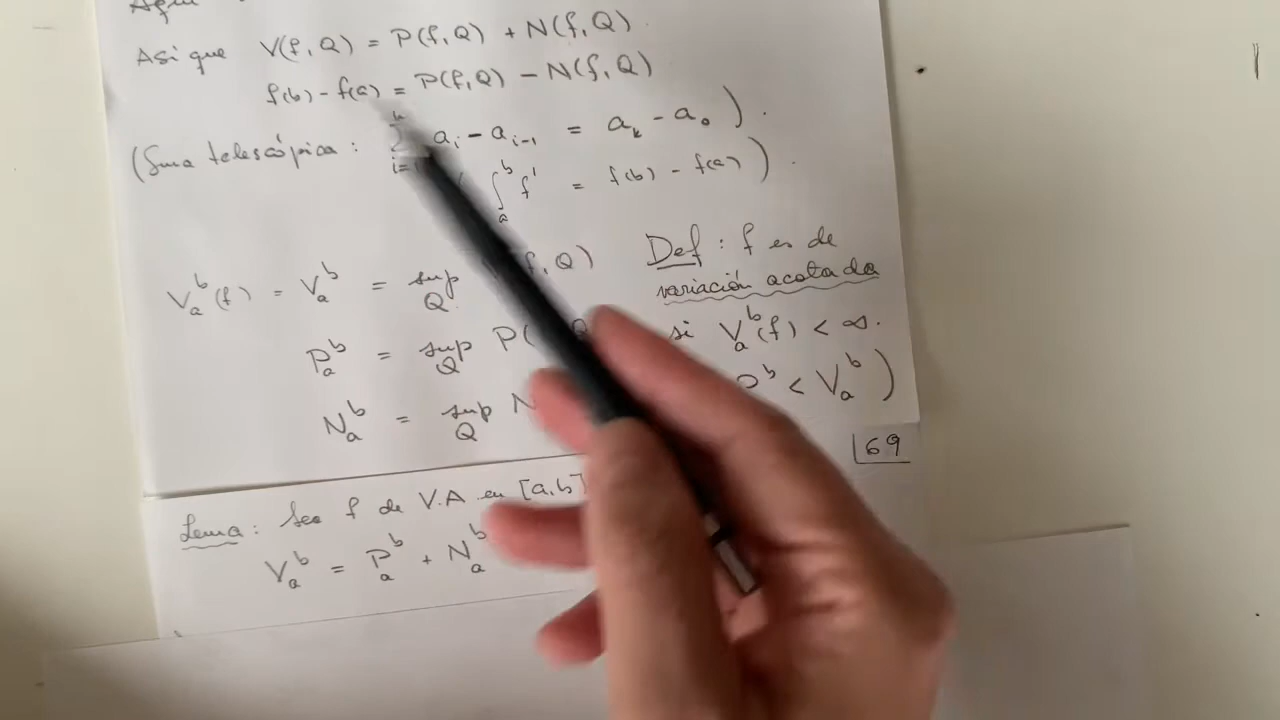 Asi que V(f,Q) = P(f,Q) + N(f,Q)
f(b) - f(a) = P(f,Q) - N(f,Q)
(Suma telescópica: a_i - a_{i-1} = a_k - a_0).
∫_a^b f' = f(b) - f(a)).
V_a^b(f) = V_a^b = sup_Q (f,Q)
P_a^b = sup_Q P(
N_a^b = sup_Q N
Def: f es de
variación acotada
si V_a^b(f) < ∞.
P^b < V_a^b)
69
Lema: Sea f de V.A en [a,b]
V_a^b = P_a^b + N_a^b